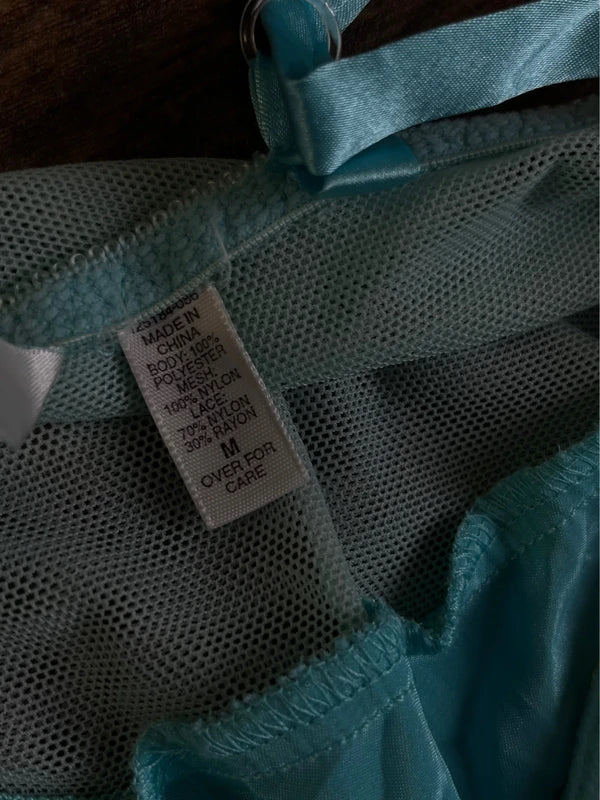 MADE IN
CHINA
BODY: 100%
POLYESTER
MESH:
100% NYLON
LACE:
70% NYLON
30% RAYON
M
OVER FOR
CARE